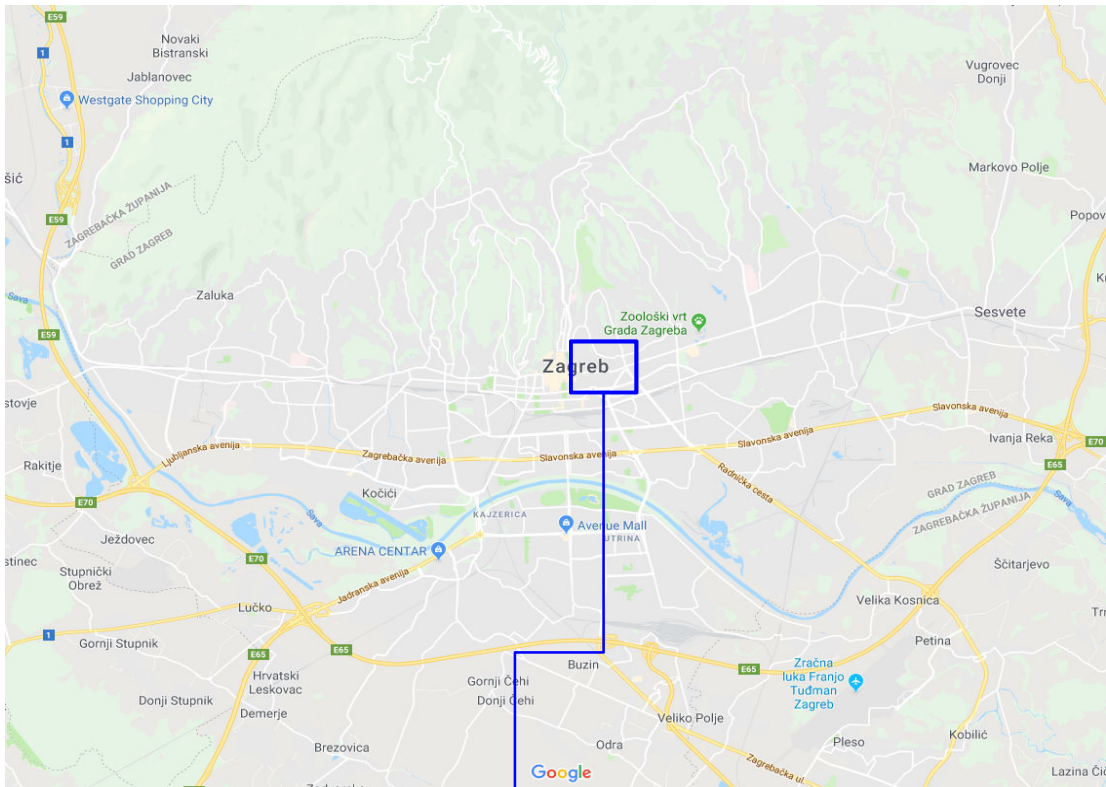 E59
Novaki
Bistranski
Vugrovec
Donji
1
Jablanovec
Westgate Shopping City
1
Markovo Polje
šić
ZAGREBAČKA ŽUPANIJA
GRAD ZAGREB
E59
Popov
Sava
Zaluka
Zoološki vrt
Grada Zagreba
Sesvete
E59
Zagreb
stovje
Slavonska avenija
Ljubljanska avenija
Zagrebačka avenija
Slavonska avenija
Slavonska avenija
Ivanja Reka
E70
Rakitje
E65
Radnička cesta
GRAD ZAGREB
Kočići
E70
Sava
KAJZERICA
Sava
ZAGREBAČKA ŽUPANIJA
Avenue Mall
UTRINA
Ježdovec
ARENA CENTAR
E70
E65
stinec
Stupnički
Obrež
Jadranska avenija
Ščitarjevo
Lučko
Velika Kosnica
1
Gornji Stupnik
E65
E65
Petina
Buzin
E65
Zračna
luka Franjo
Tuđman
Zagreb
Hrvatski
Leskovac
Gornji Čehi
Donji Stupnik
Donji Čehi
Demerje
Veliko Polje
Kobilić
Brezovica
Odra
Pleso
Zagrebačka ul.
Google
Lazina Čič